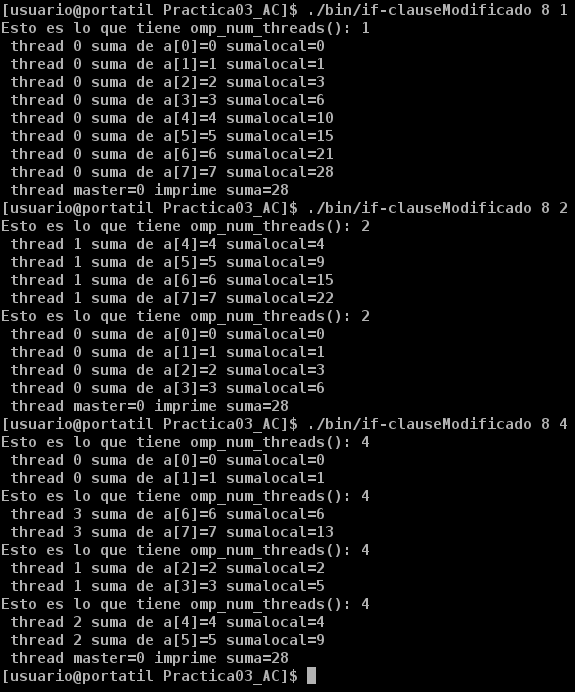 [usuario@portatil Practica03_AC]$ ./bin/if-clauseModificado 8 1
Esto es lo que tiene omp_num_threads(): 1
 thread 0 suma de a[0]=0 sumalocal=0
 thread 0 suma de a[1]=1 sumalocal=1
 thread 0 suma de a[2]=2 sumalocal=3
 thread 0 suma de a[3]=3 sumalocal=6
 thread 0 suma de a[4]=4 sumalocal=10
 thread 0 suma de a[5]=5 sumalocal=15
 thread 0 suma de a[6]=6 sumalocal=21
 thread 0 suma de a[7]=7 sumalocal=28
 thread master=0 imprime suma=28
[usuario@portatil Practica03_AC]$ ./bin/if-clauseModificado 8 2
Esto es lo que tiene omp_num_threads(): 2
 thread 1 suma de a[4]=4 sumalocal=4
 thread 1 suma de a[5]=5 sumalocal=9
 thread 1 suma de a[6]=6 sumalocal=15
 thread 1 suma de a[7]=7 sumalocal=22
Esto es lo que tiene omp_num_threads(): 2
 thread 0 suma de a[0]=0 sumalocal=0
 thread 0 suma de a[1]=1 sumalocal=1
 thread 0 suma de a[2]=2 sumalocal=3
 thread 0 suma de a[3]=3 sumalocal=6
 thread master=0 imprime suma=28
[usuario@portatil Practica03_AC]$ ./bin/if-clauseModificado 8 4
Esto es lo que tiene omp_num_threads(): 4
 thread 0 suma de a[0]=0 sumalocal=0
 thread 0 suma de a[1]=1 sumalocal=1
Esto es lo que tiene omp_num_threads(): 4
 thread 3 suma de a[6]=6 sumalocal=6
 thread 3 suma de a[7]=7 sumalocal=13
Esto es lo que tiene omp_num_threads(): 4
 thread 1 suma de a[2]=2 sumalocal=2
 thread 1 suma de a[3]=3 sumalocal=5
Esto es lo que tiene omp_num_threads(): 4
 thread 2 suma de a[4]=4 sumalocal=4
 thread 2 suma de a[5]=5 sumalocal=9
 thread master=0 imprime suma=28
[usuario@portatil Practica03_AC]$